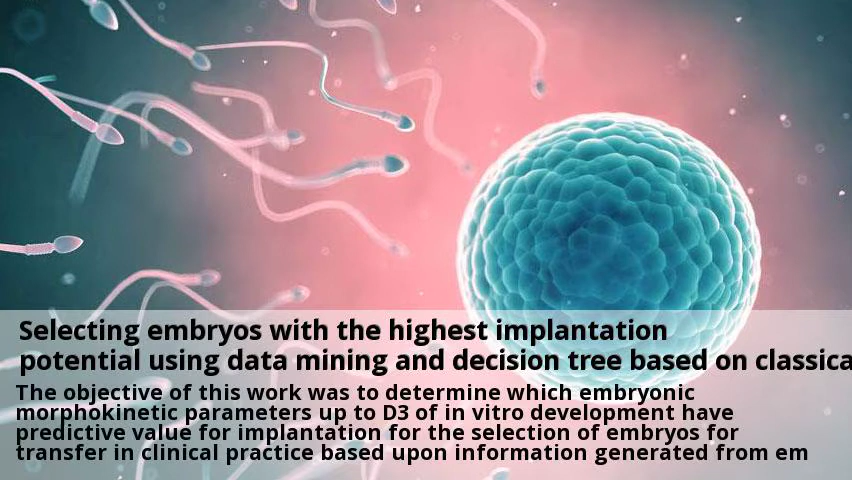 Selecting embryos with the highest implantation
potential using data mining and decision tree based on classica
The objective of this work was to determine which embryonic
morphokinetic parameters up to D3 of in vitro development have
predictive value for implantation for the selection of embryos for
transfer in clinical practice based upon information generated from em